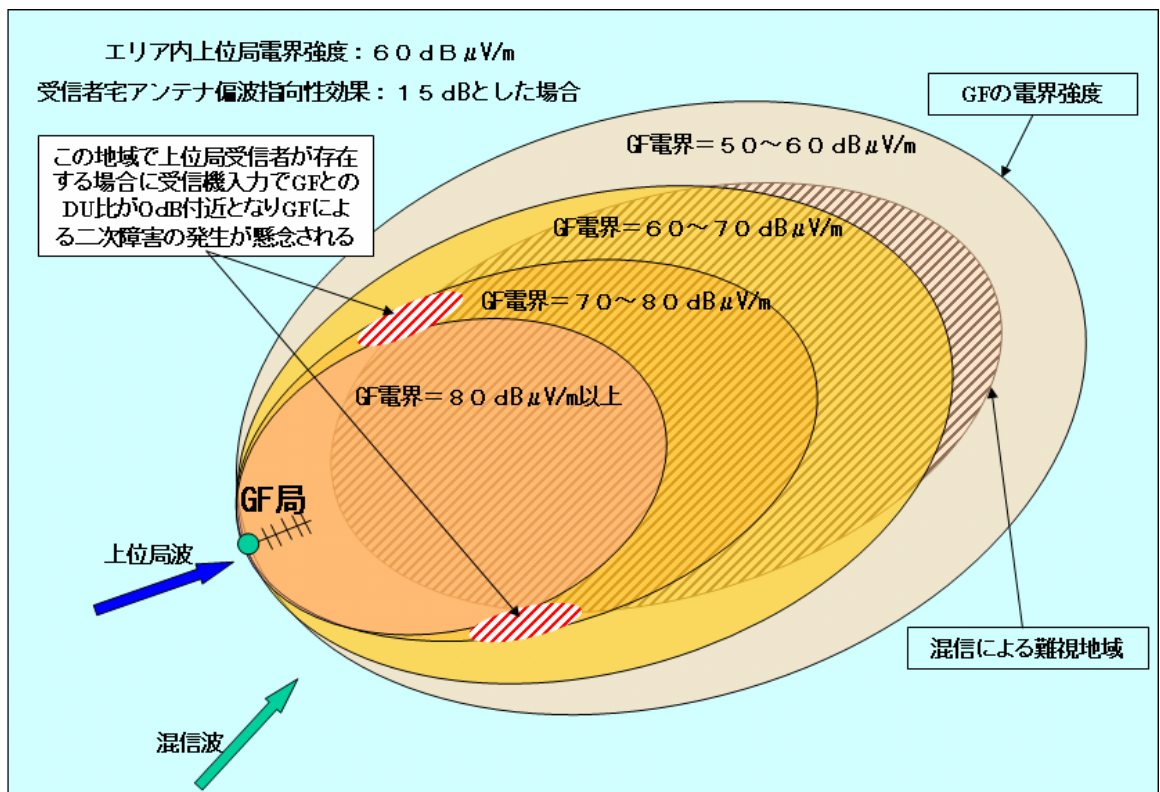 エリア内上位局電界強度：６０ｄＢμV/m
受信者宅アンテナ偏波指向性効果：１５dBとした場合
GFの電界強度
GF電界＝５０～６０dBμV/m
この地域で上位局受信者が存在
する場合に受信機入力でGFとの
DU比が0dB付近となりGFによ
る二次障害の発生が懸念される
GF電界＝６０～７０dBμV/m
GF電界＝７０～８０dBμV/m
GF電界＝８０dBμV/m以上
GF局
上位局波
混信による難視地域
混信波